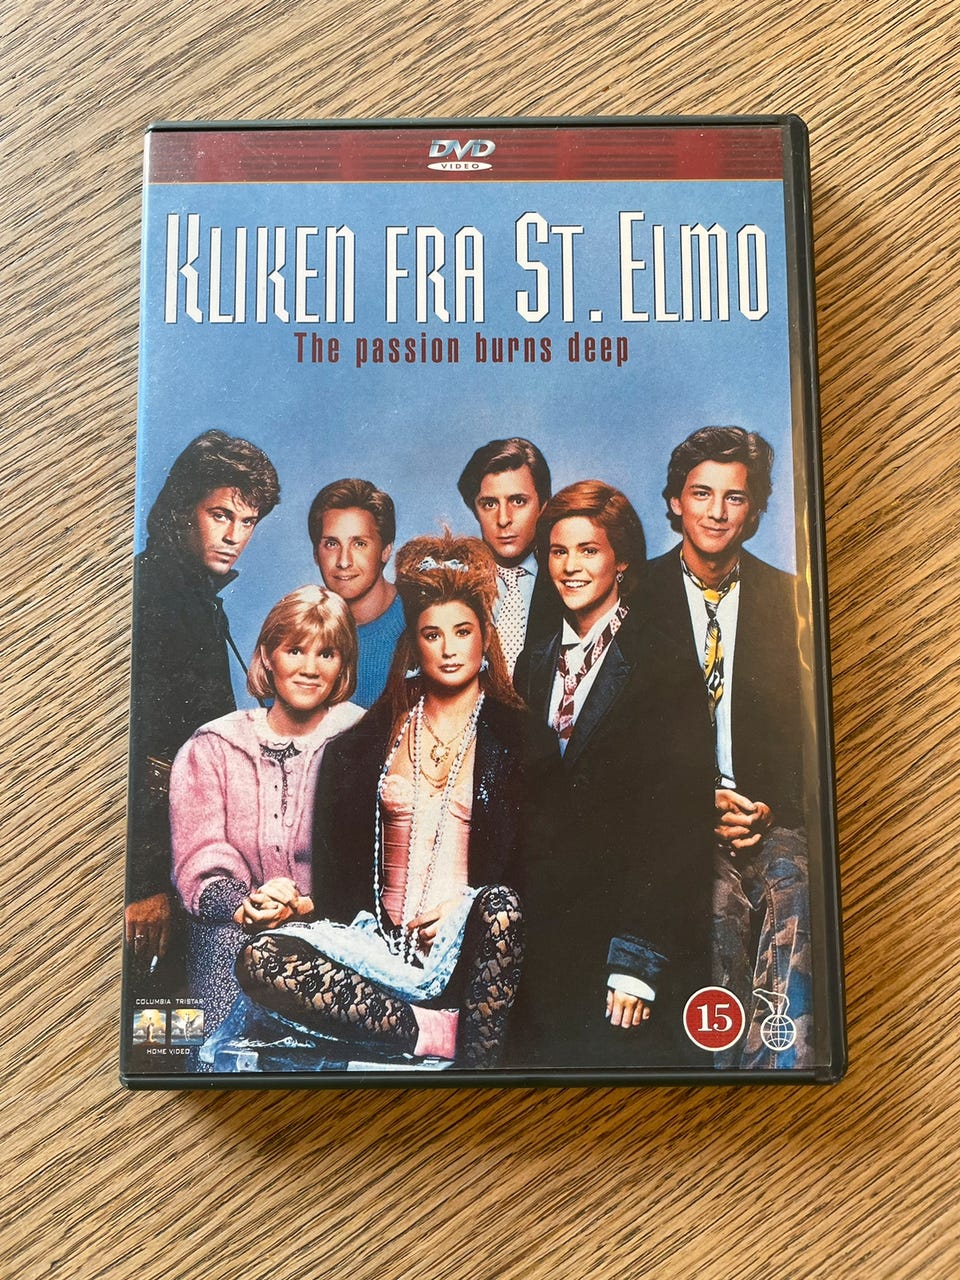 DVD
VIDEO
KLIKEN FRA ST. ELMO
The passion burns deep
COLUMBIA TRISTAR
HOME VIDEO
15